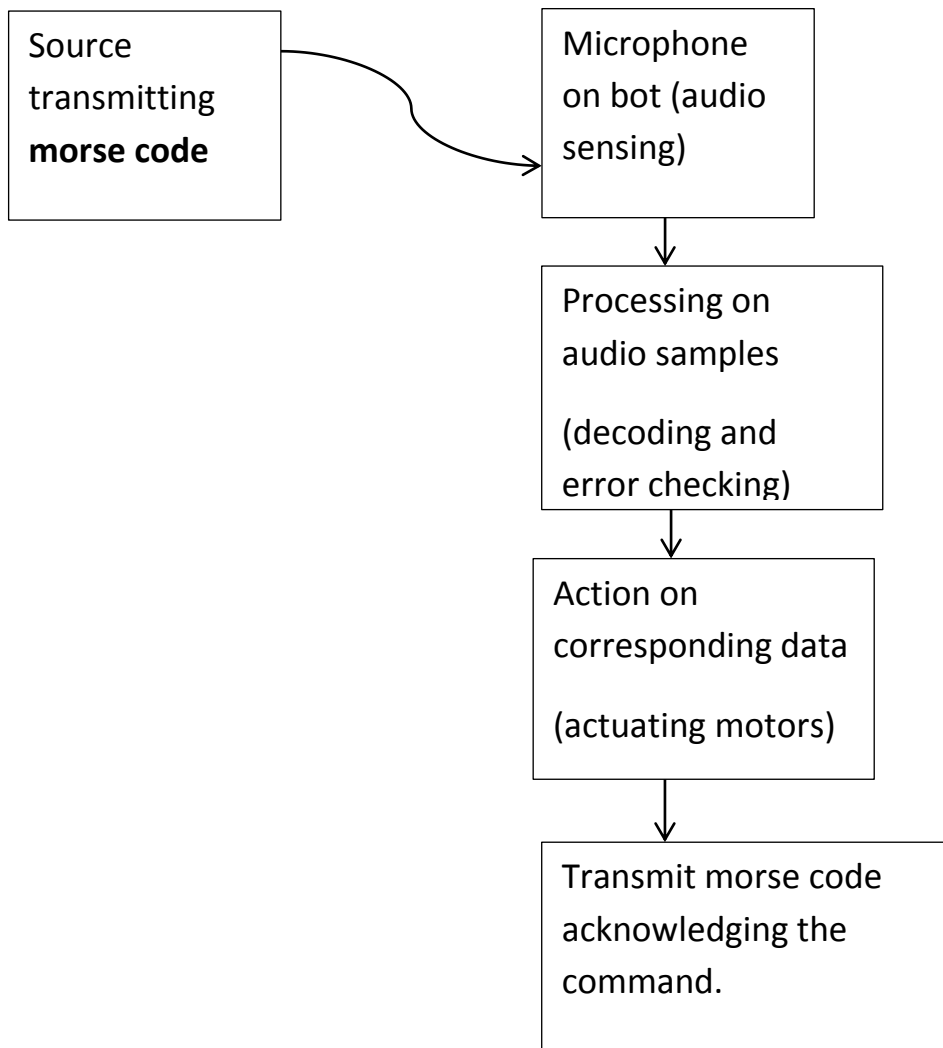 Source
transmitting
morse code
Microphone
on bot (audio
sensing)
Processing on
audio samples
(decoding and
error checking)
Action on
corresponding data
(actuating motors)
Transmit morse code
acknowledging the
command.